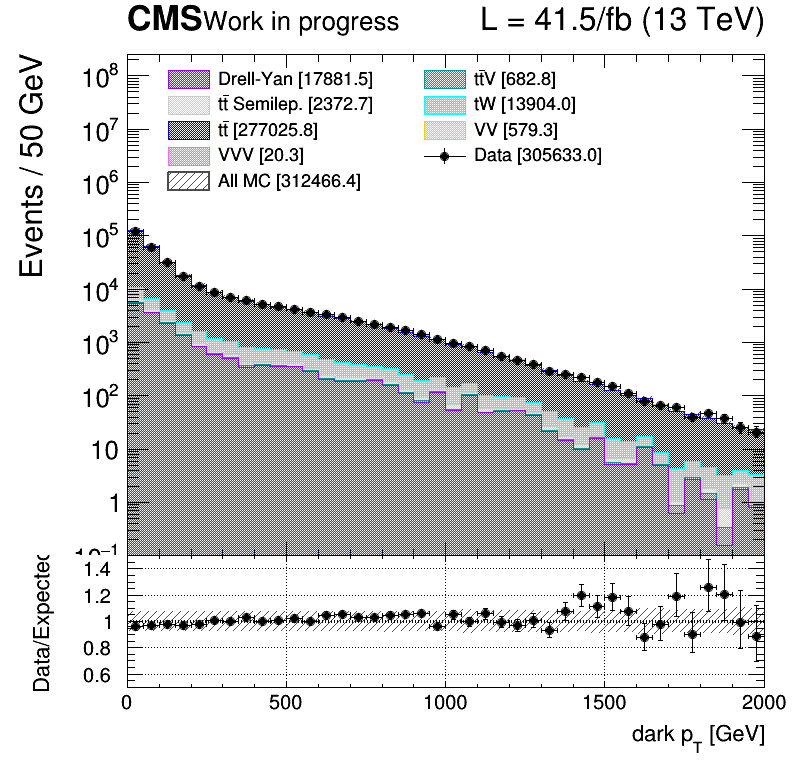 CMS Work in progress L = 41.5/fb (13 TeV)
Events / 50 GeV
Drell-Yan [17881.5]
tt̄ Semilep. [2372.7]
tt̄ [277025.8]
VVV [20.3]
All MC [312466.4]
tt̄V [682.8]
tW [13904.0]
VV [579.3]
Data [305633.0]
10⁸
10⁷
10⁶
10⁵
10⁴
10³
10²
10
1
10⁻¹
Data/Expected
1.4
1.2
1
0.8
0.6
0 500 1000 1500 2000
dark p_T [GeV]